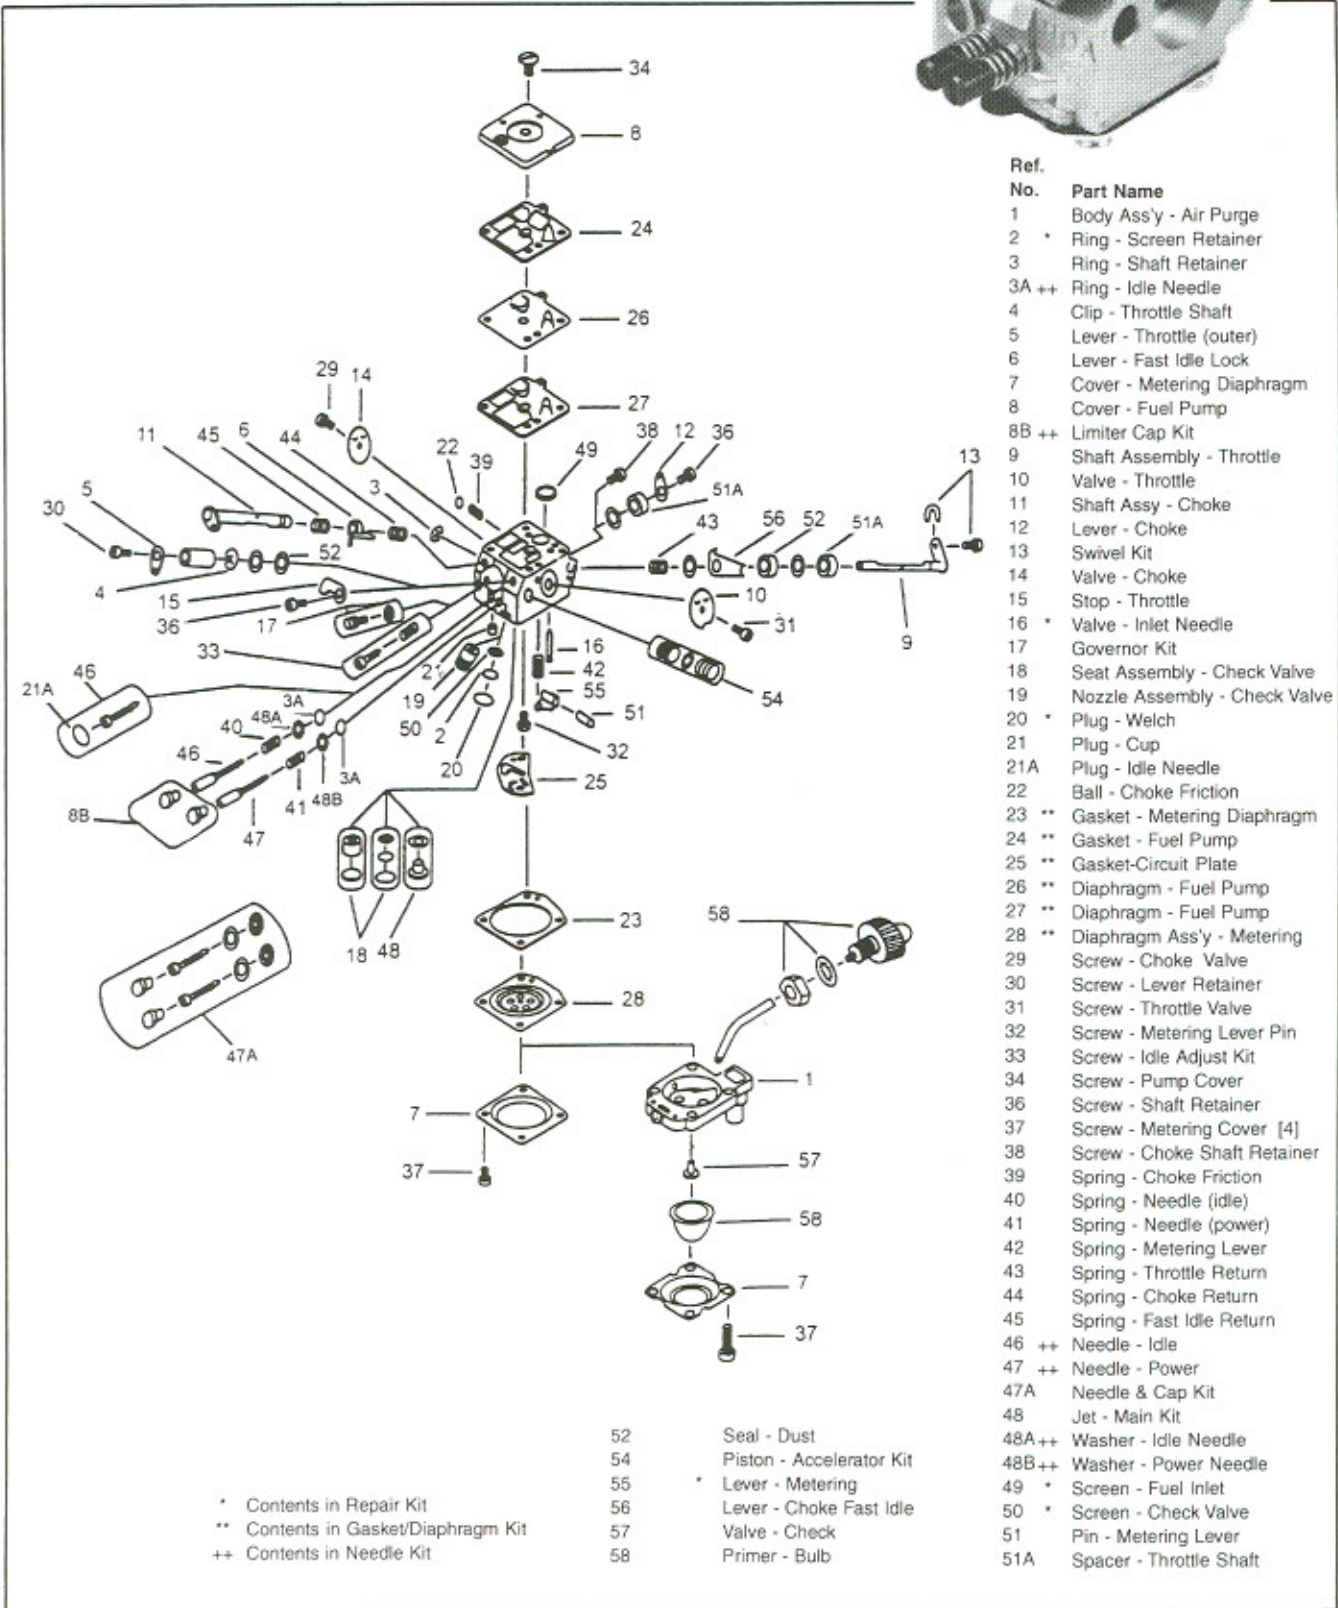 34
8
24
26
27
29 14
38 12 36
11 45 6 44
22 39
49
13
5
3
51A
30
43 56 52 51A
52
4
15
10
36
17
31
9
16
33
21
42
46
19
55
54
21A
3A
48A
50
2
51
40
32
46
20
3A
25
8B
41 48B
47
23
58
18 48
28
47A
1
7
37
57
58
7
37
Ref.
No. Part Name
1 Body Ass'y - Air Purge
2 * Ring - Screen Retainer
3 Ring - Shaft Retainer
3A ++ Ring - Idle Needle
4 Clip - Throttle Shaft
5 Lever - Throttle (outer)
6 Lever - Fast Idle Lock
7 Cover - Metering Diaphragm
8 Cover - Fuel Pump
8B ++ Limiter Cap Kit
9 Shaft Assembly - Throttle
10 Valve - Throttle
11 Shaft Assy - Choke
12 Lever - Choke
13 Swivel Kit
14 Valve - Choke
15 Stop - Throttle
16 * Valve - Inlet Needle
17 Governor Kit
18 Seat Assembly - Check Valve
19 Nozzle Assembly - Check Valve
20 * Plug - Welch
21 Plug - Cup
21A Plug - Idle Needle
22 Ball - Choke Friction
23 ** Gasket - Metering Diaphragm
24 ** Gasket - Fuel Pump
25 ** Gasket-Circuit Plate
26 ** Diaphragm - Fuel Pump
27 ** Diaphragm - Fuel Pump
28 ** Diaphragm Ass'y - Metering
29 Screw - Choke Valve
30 Screw - Lever Retainer
31 Screw - Throttle Valve
32 Screw - Metering Lever Pin
33 Screw - Idle Adjust Kit
34 Screw - Pump Cover
36 Screw - Shaft Retainer
37 Screw - Metering Cover [4]
38 Screw - Choke Shaft Retainer
39 Spring - Choke Friction
40 Spring - Needle (idle)
41 Spring - Needle (power)
42 Spring - Metering Lever
43 Spring - Throttle Return
44 Spring - Choke Return
45 Spring - Fast Idle Return
46 ++ Needle - Idle
47 ++ Needle - Power
47A Needle & Cap Kit
48 Jet - Main Kit
48A ++ Washer - Idle Needle
48B ++ Washer - Power Needle
49 * Screen - Fuel Inlet
50 * Screen - Check Valve
51 Pin - Metering Lever
51A Spacer - Throttle Shaft
52 Seal - Dust
54 Piston - Accelerator Kit
55 * Lever - Metering
56 Lever - Choke Fast Idle
57 Valve - Check
58 Primer - Bulb
* Contents in Repair Kit
** Contents in Gasket/Diaphragm Kit
++ Contents in Needle Kit